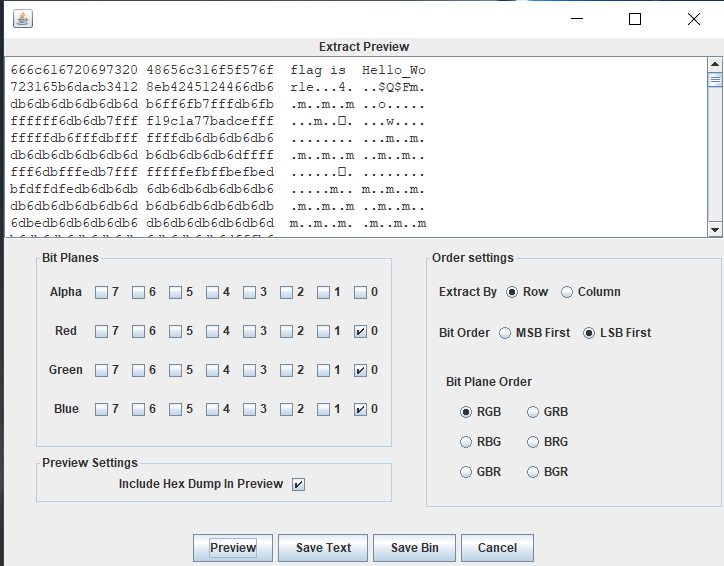 Extract Preview
666c616720697320 48656c316f5f576f flag is Hel1o_Wo
723165b6dacb3412 8eb4245124466db6 r1e...4. ..$Q$Fm.
db6db6db6db6db6d b6ff6fb7fffdb6fb .m..m..m ..o.....
ffffff6db6db7fff f19c1a77badcefff ...m..□. ...w....
fffffdb6fffdbfff ffffdb6db6db6db6 ........ ....m..m.
db6db6db6db6db6d b6db6db6db6dffff .m..m..m ..m..m..
fff6dbfffedb7fff fffffefbffbefbed ......□. ........
bfdffdfedb6db6db 6db6db6db6db6db6 .....m.. m..m..m.
db6db6db6db6db6d b6db6db6db6db6db6 .m..m..m ..m..m..
6dbedb6db6db6db6 db6db6db6db6db6d m..m..m. .m..m..m
Bit Planes
Alpha 7 6 5 4 3 2 1 0
Red 7 6 5 4 3 2 1 0
Green 7 6 5 4 3 2 1 0
Blue 7 6 5 4 3 2 1 0
Preview Settings
Include Hex Dump In Preview
Order settings
Extract By Row Column
Bit Order MSB First LSB First
Bit Plane Order
RGB GRB
RBG BRG
GBR BGR
Preview Save Text Save Bin Cancel